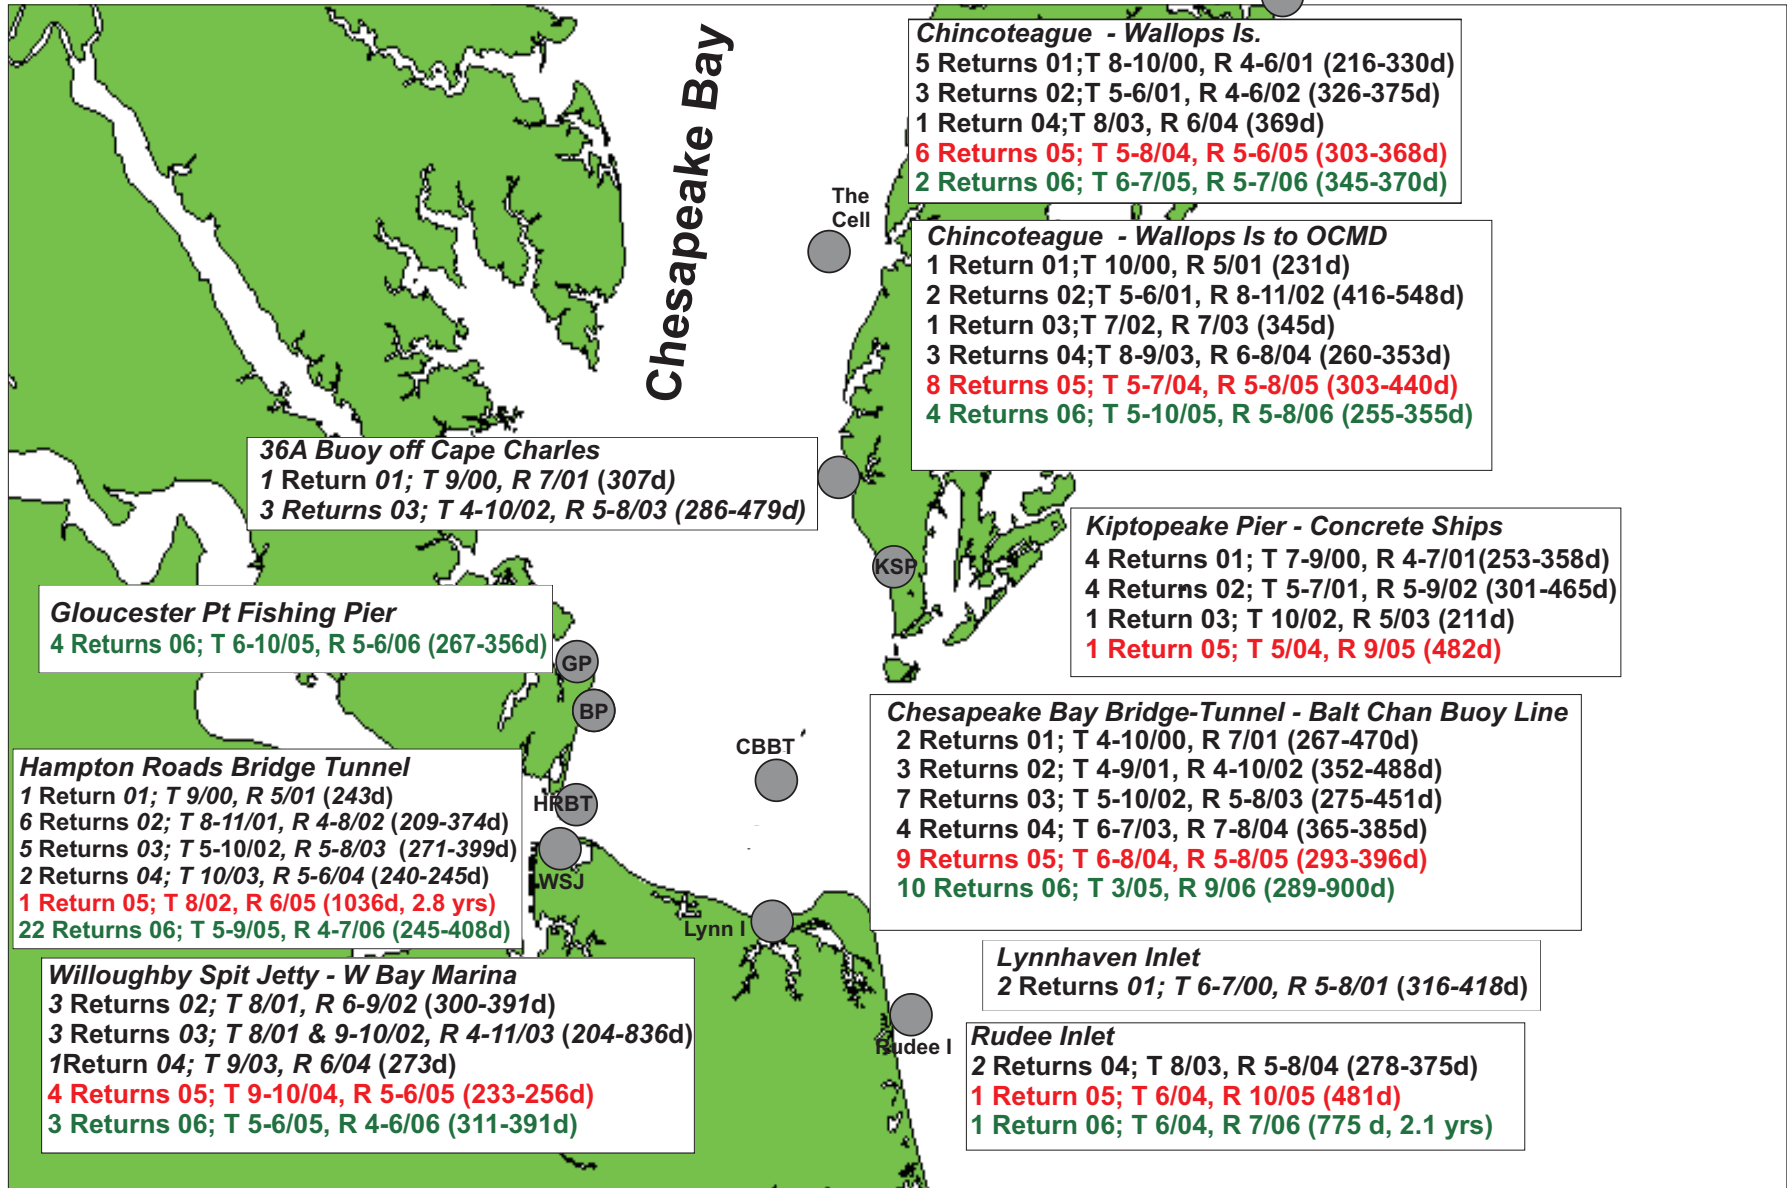 Chesapeake Bay
Chincoteague - Wallops Is.
5 Returns 01;T 8-10/00, R 4-6/01 (216-330d)
3 Returns 02;T 5-6/01, R 4-6/02 (326-375d)
1 Return 04;T 8/03, R 6/04 (369d)
6 Returns 05; T 5-8/04, R 5-6/05 (303-368d)
2 Returns 06; T 6-7/05, R 5-7/06 (345-370d)
The
Cell
Chincoteague - Wallops Is to OCMD
1 Return 01;T 10/00, R 5/01 (231d)
2 Returns 02;T 5-6/01, R 8-11/02 (416-548d)
1 Return 03;T 7/02, R 7/03 (345d)
3 Returns 04;T 8-9/03, R 6-8/04 (260-353d)
8 Returns 05; T 5-7/04, R 5-8/05 (303-440d)
4 Returns 06; T 5-10/05, R 5-8/06 (255-355d)
36A Buoy off Cape Charles
1 Return 01; T 9/00, R 7/01 (307d)
3 Returns 03; T 4-10/02, R 5-8/03 (286-479d)
KSP
Kiptopeake Pier - Concrete Ships
4 Returns 01; T 7-9/00, R 4-7/01(253-358d)
4 Returns 02; T 5-7/01, R 5-9/02 (301-465d)
1 Return 03; T 10/02, R 5/03 (211d)
1 Return 05; T 5/04, R 9/05 (482d)
Gloucester Pt Fishing Pier
4 Returns 06; T 6-10/05, R 5-6/06 (267-356d)
GP
BP
CBBT
Chesapeake Bay Bridge-Tunnel - Balt Chan Buoy Line
2 Returns 01; T 4-10/00, R 7/01 (267-470d)
3 Returns 02; T 4-9/01, R 4-10/02 (352-488d)
7 Returns 03; T 5-10/02, R 5-8/03 (275-451d)
4 Returns 04; T 6-7/03, R 7-8/04 (365-385d)
9 Returns 05; T 6-8/04, R 5-8/05 (293-396d)
10 Returns 06; T 3/05, R 9/06 (289-900d)
Hampton Roads Bridge Tunnel
1 Return 01; T 9/00, R 5/01 (243d)
6 Returns 02; T 8-11/01, R 4-8/02 (209-374d)
5 Returns 03; T 5-10/02, R 5-8/03 (271-399d)
2 Returns 04; T 10/03, R 5-6/04 (240-245d)
1 Return 05; T 8/02, R 6/05 (1036d, 2.8 yrs)
22 Returns 06; T 5-9/05, R 4-7/06 (245-408d)
HRBT
WSJ
Lynn I
Willoughby Spit Jetty - W Bay Marina
3 Returns 02; T 8/01, R 6-9/02 (300-391d)
3 Returns 03; T 8/01 & 9-10/02, R 4-11/03 (204-836d)
1Return 04; T 9/03, R 6/04 (273d)
4 Returns 05; T 9-10/04, R 5-6/05 (233-256d)
3 Returns 06; T 5-6/05, R 4-6/06 (311-391d)
Lynnhaven Inlet
2 Returns 01; T 6-7/00, R 5-8/01 (316-418d)
Rudee I
Rudee Inlet
2 Returns 04; T 8/03, R 5-8/04 (278-375d)
1 Return 05; T 6/04, R 10/05 (481d)
1 Return 06; T 6/04, R 7/06 (775 d, 2.1 yrs)